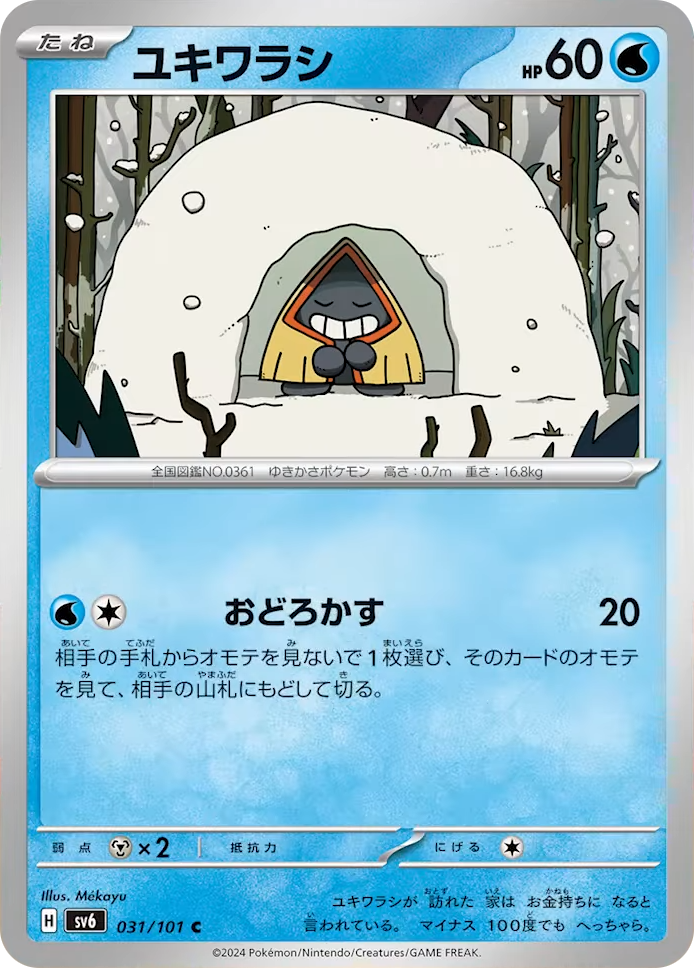 たね ユキワラシ HP60
全国図鑑NO.0361 ゆきかさポケモン 高さ:0.7m 重さ:16.8kg
おどろかす 20
相手の手札からオモテを見ないで1枚選び、そのカードのオモテ
を見て、相手の山札にもどして切る。
弱点 ×2 抵抗力 にげる
Illus. Mékayu
H sv6 031/101 C
ユキワラシが 訪れた 家は お金持ちに なると
言われている。 マイナス 100度でも へっちゃら。
©2024 Pokémon/Nintendo/Creatures/GAME FREAK.